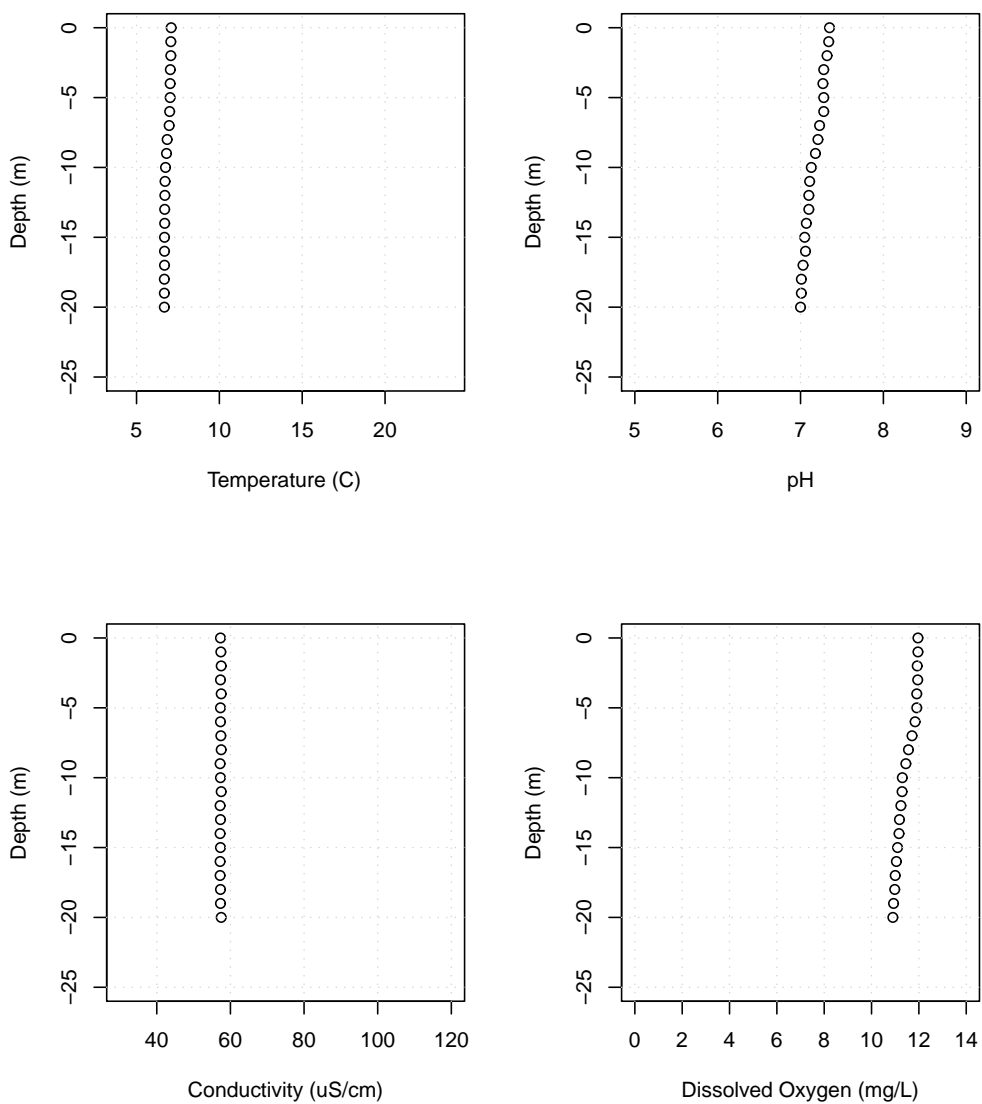 0
−5
−10
−15
−20
−25
Depth (m)
5 10 15 20
Temperature (C)
0
−5
−10
−15
−20
−25
Depth (m)
5 6 7 8 9
pH
0
−5
−10
−15
−20
−25
Depth (m)
40 60 80 100 120
Conductivity (uS/cm)
0
−5
−10
−15
−20
−25
Depth (m)
0 2 4 6 8 10 12 14
Dissolved Oxygen (mg/L)